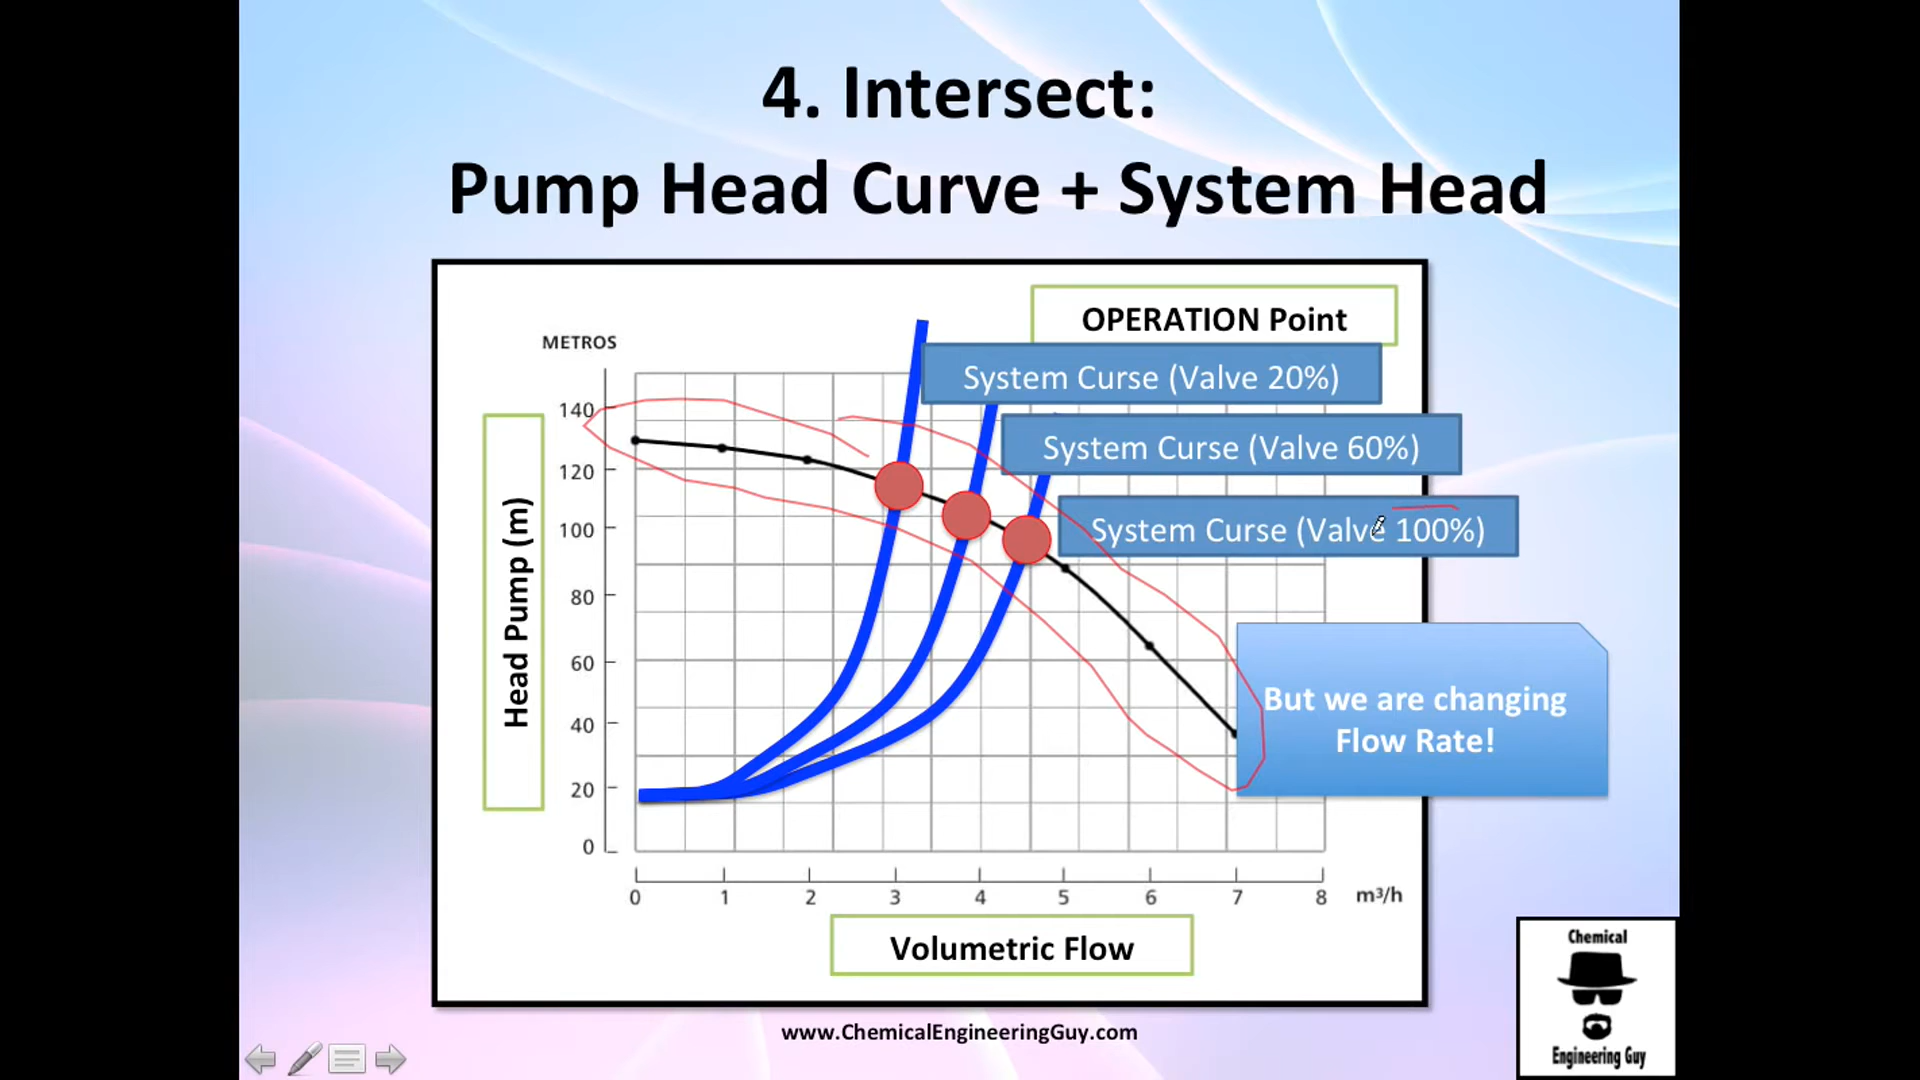 4. Intersect:
Pump Head Curve + System Head
OPERATION Point
METROS
System Curse (Valve 20%)
System Curse (Valve 60%)
System Curse (Valve 100%)
Head Pump (m)
140
120
100
80
60
40
20
0
But we are changing
Flow Rate!
0 1 2 3 4 5 6 7 8 m³/h
Volumetric Flow
www.ChemicalEngineeringGuy.com
Chemical
Engineering Guy